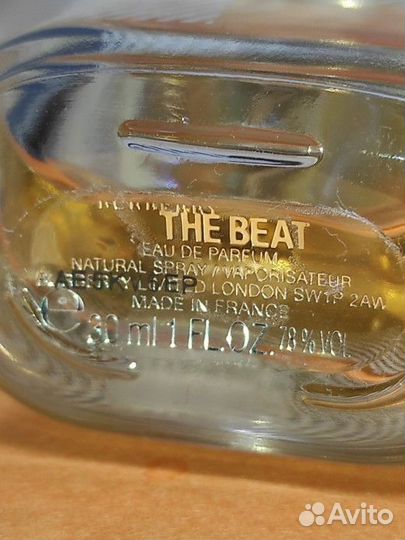 BURBERRY
THE BEAT
EAU DE PARFUM
NATURAL SPRAY / VAPORISATEUR
LONDON SW1P 2AW
MADE IN FRANCE
30 ml 1 FL.OZ. 78 % VOL
Avito